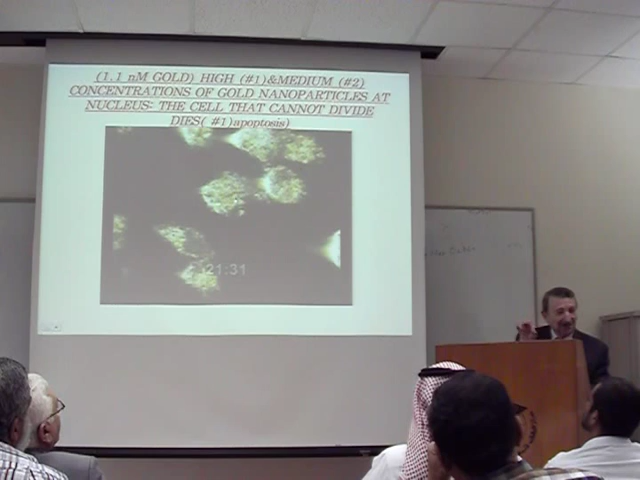 (1.1 nM GOLD) HIGH (#1)&MEDIUM (#2)
CONCENTRATIONS OF GOLD NANOPARTICLES AT
NUCLEUS: THE CELL THAT CANNOT DIVIDE
DIES( #1)apoptosis)
21:31